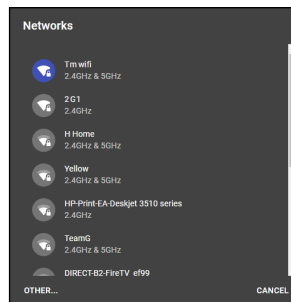 Networks
Tm wifi
2.4GHz & 5GHz
2G1
2.4GHz
H Home
2.4GHz & 5GHz
Yellow
2.4GHz & 5GHz
HP-Print-EA-Deskjet 3510 series
2.4GHz
TeamG
2.4GHz & 5GHz
DIRECT-B2-FireTV_ef99
OTHER...
CANCEL